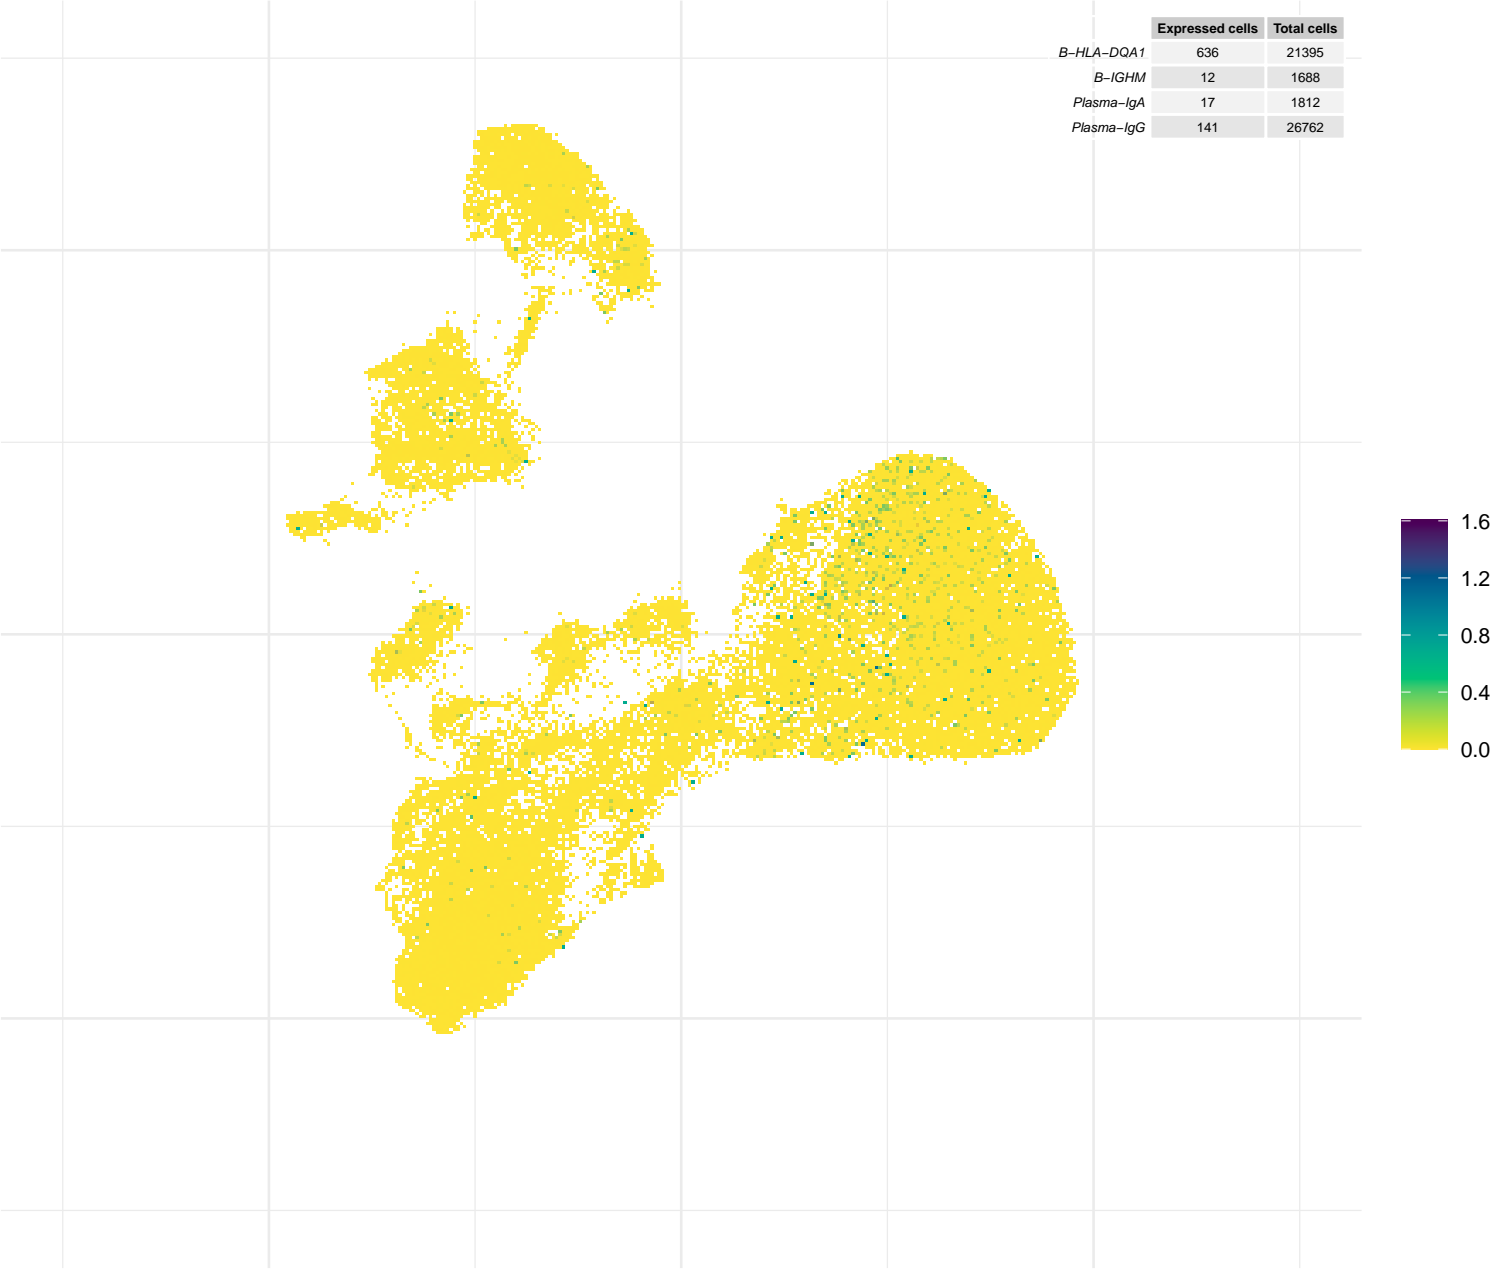 Expressed cells Total cells
B−HLA−DQA1 636 21395
B−IGHM 12 1688
Plasma−IgA 17 1812
Plasma−IgG 141 26762
1.6
1.2
0.8
0.4
0.0